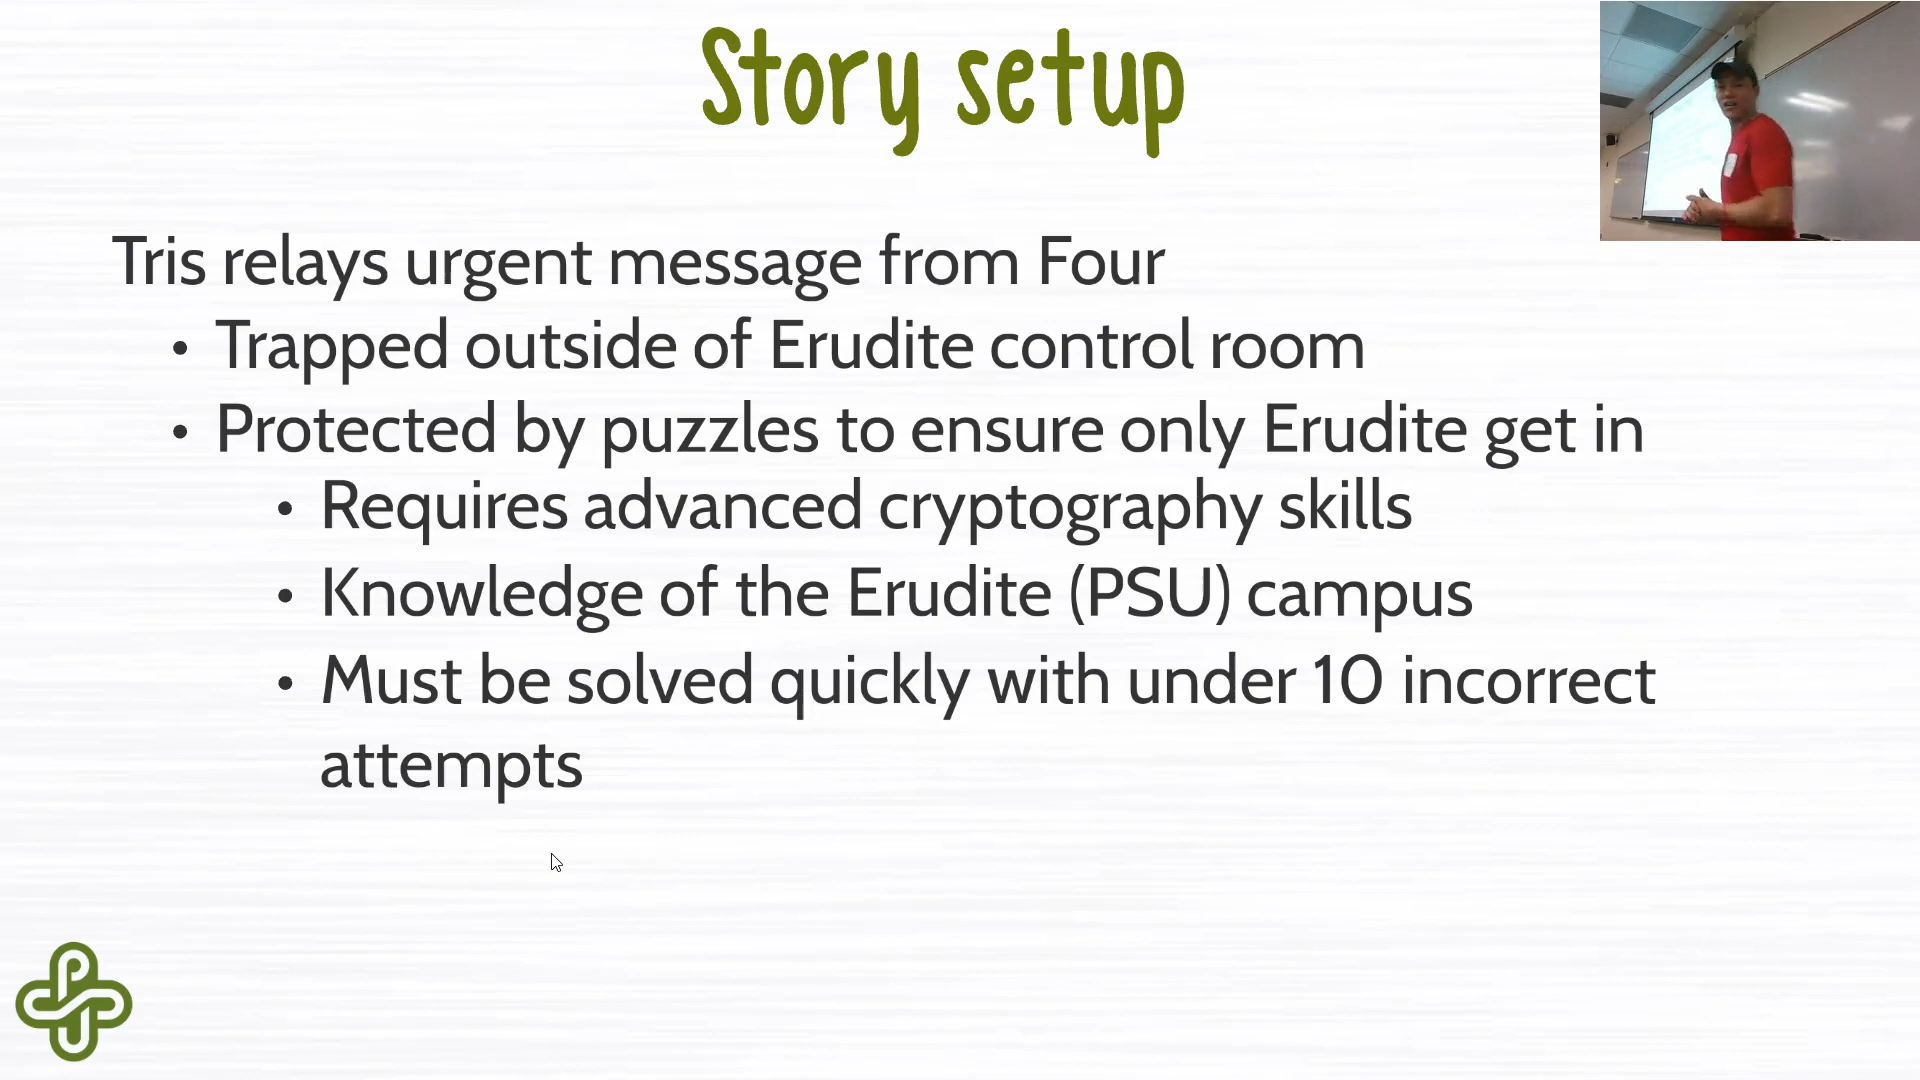 Story setup
Tris relays urgent message from Four
• Trapped outside of Erudite control room
• Protected by puzzles to ensure only Erudite get in
• Requires advanced cryptography skills
• Knowledge of the Erudite (PSU) campus
• Must be solved quickly with under 10 incorrect
attempts